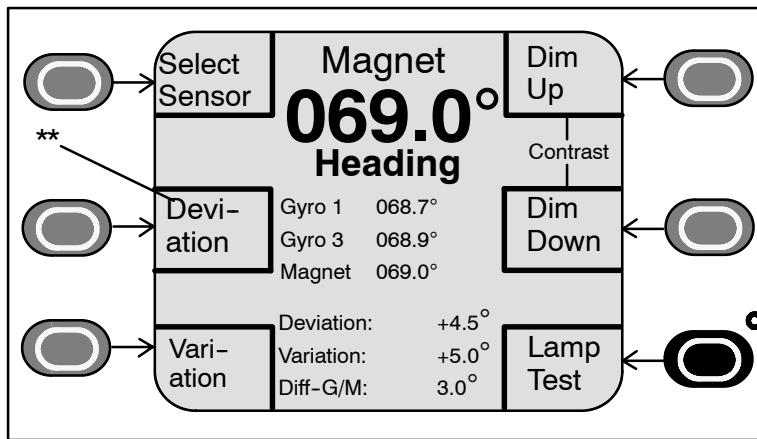 Select
Sensor
Magnet
069.0°
Heading
Dim
Up
**
Contrast
Devi-
ation
Gyro 1 068.7°
Gyro 3 068.9°
Magnet 069.0°
Dim
Down
Vari-
ation
Deviation: +4.5°
Variation: +5.0°
Diff-G/M: 3.0°
Lamp
Test